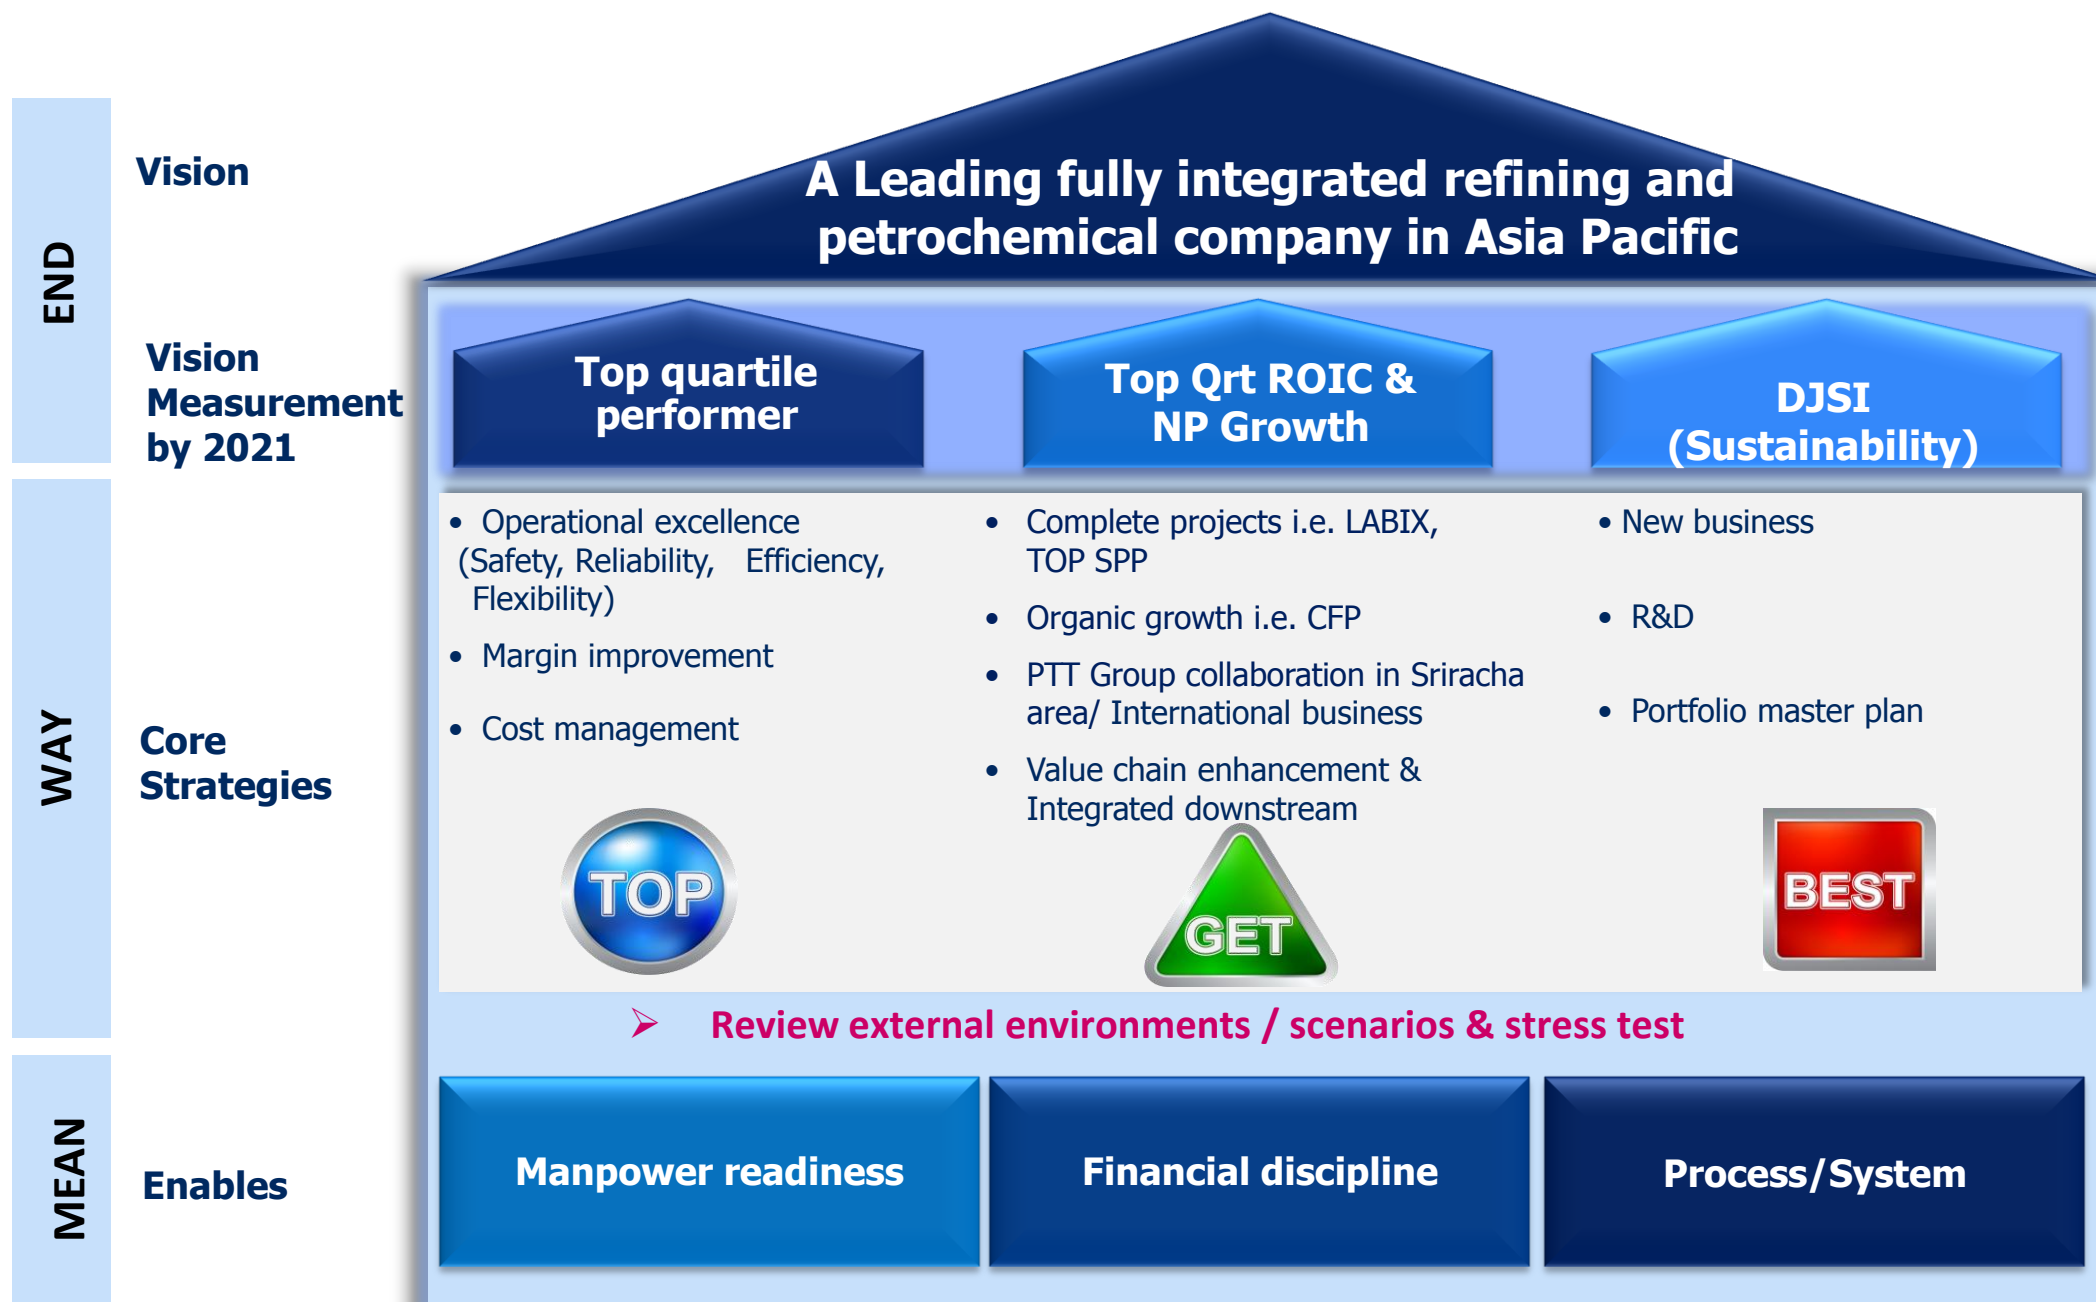 END
Vision
A Leading fully integrated refining and
petrochemical company in Asia Pacific
Vision
Measurement
by 2021
Top quartile
performer
Top Qrt ROIC &
NP Growth
DJSI
(Sustainability)
WAY
Core
Strategies
• Operational excellence
(Safety, Reliability, Efficiency,
Flexibility)
• Margin improvement
• Cost management
TOP
• Complete projects i.e. LABIX,
TOP SPP
• Organic growth i.e. CFP
• PTT Group collaboration in Sriracha
area/ International business
• Value chain enhancement &
Integrated downstream
GET
• New business
• R&D
• Portfolio master plan
BEST
➢ Review external environments / scenarios & stress test
MEAN
Enables
Manpower readiness
Financial discipline
Process/System